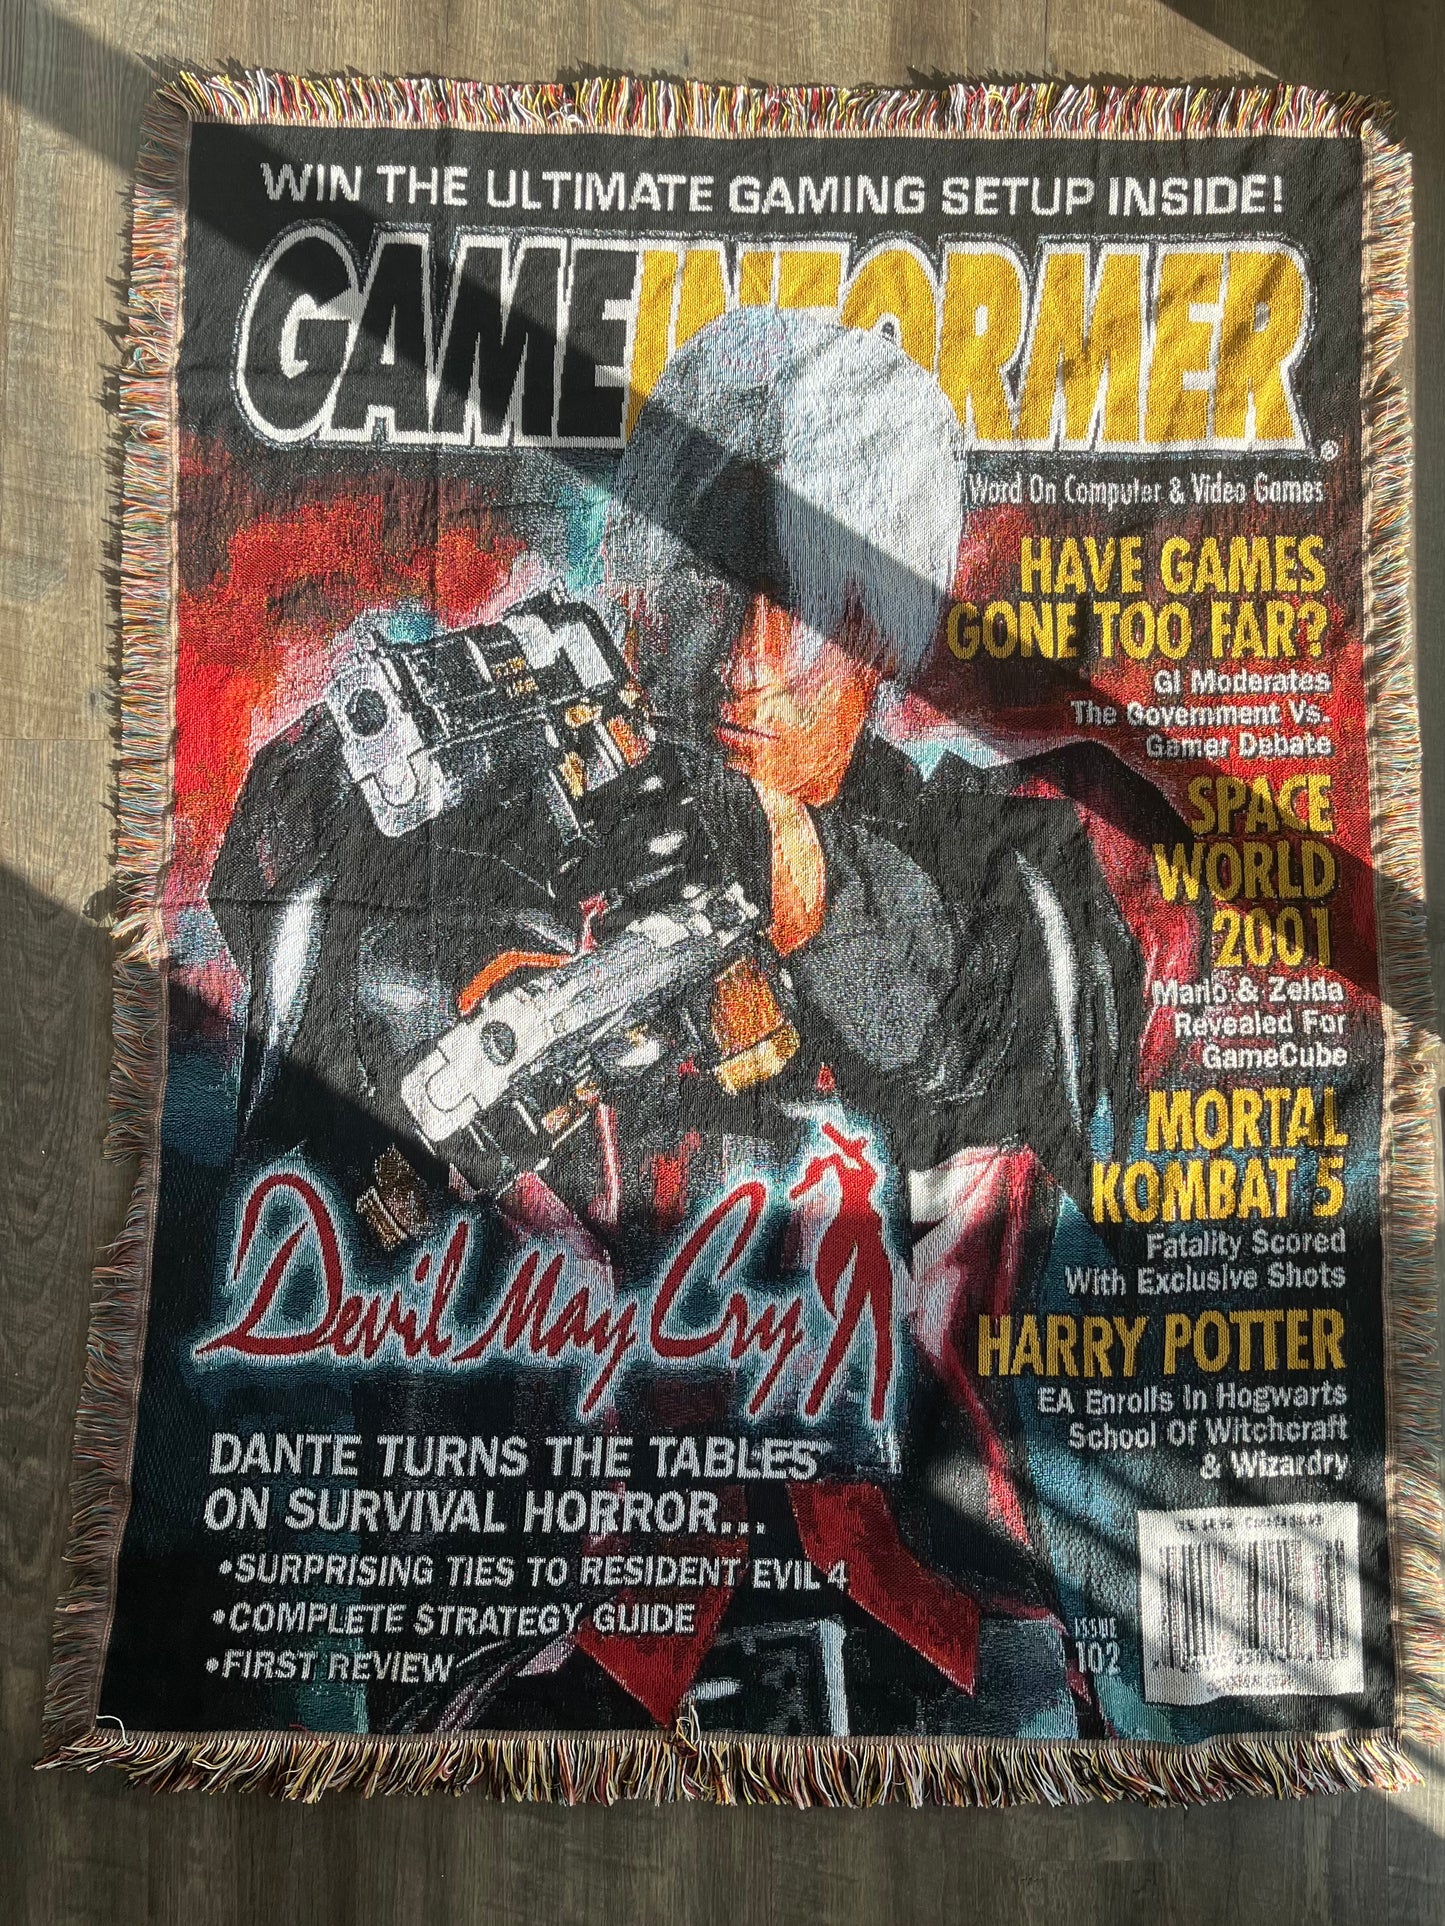 WIN THE ULTIMATE GAMING SETUP INSIDE!
GAMEINFORMER®
Word On Computer & Video Games
HAVE GAMES
GONE TOO FAR?
GI Moderates
The Government Vs.
Gamer Debate
SPACE
WORLD
2001
Mario & Zelda
Revealed For
GameCube
MORTAL
KOMBAT 5
Fatality Scored
With Exclusive Shots
HARRY POTTER
EA Enrolls In Hogwarts
School Of Witchcraft
& Wizardry
Devil May Cry
DANTE TURNS THE TABLES
ON SURVIVAL HORROR...
•SURPRISING TIES TO RESIDENT EVIL 4
•COMPLETE STRATEGY GUIDE
•FIRST REVIEW
ISSUE
102